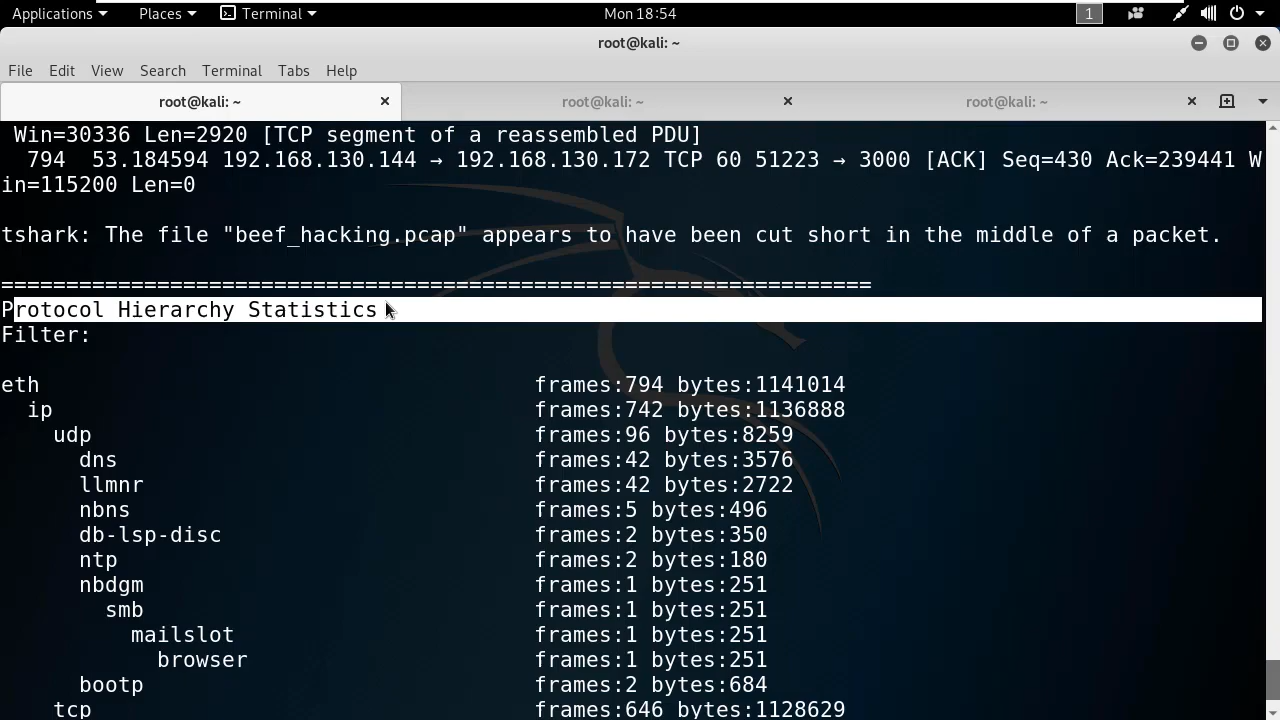 Applications Places Terminal Mon 18:54 1
root@kali: ~
File Edit View Search Terminal Tabs Help
root@kali: ~ root@kali: ~ root@kali: ~
Win=30336 Len=2920 [TCP segment of a reassembled PDU]
794 53.184594 192.168.130.144 → 192.168.130.172 TCP 60 51223 → 3000 [ACK] Seq=430 Ack=239441 W
in=115200 Len=0
tshark: The file "beef_hacking.pcap" appears to have been cut short in the middle of a packet.
===================================================================
Protocol Hierarchy Statistics
Filter:
eth frames:794 bytes:1141014
ip frames:742 bytes:1136888
udp frames:96 bytes:8259
dns frames:42 bytes:3576
llmnr frames:42 bytes:2722
nbns frames:5 bytes:496
db-lsp-disc frames:2 bytes:350
ntp frames:2 bytes:180
nbdgm frames:1 bytes:251
smb frames:1 bytes:251
mailslot frames:1 bytes:251
browser frames:1 bytes:251
bootp frames:2 bytes:684
tcp frames:646 bytes:1128629